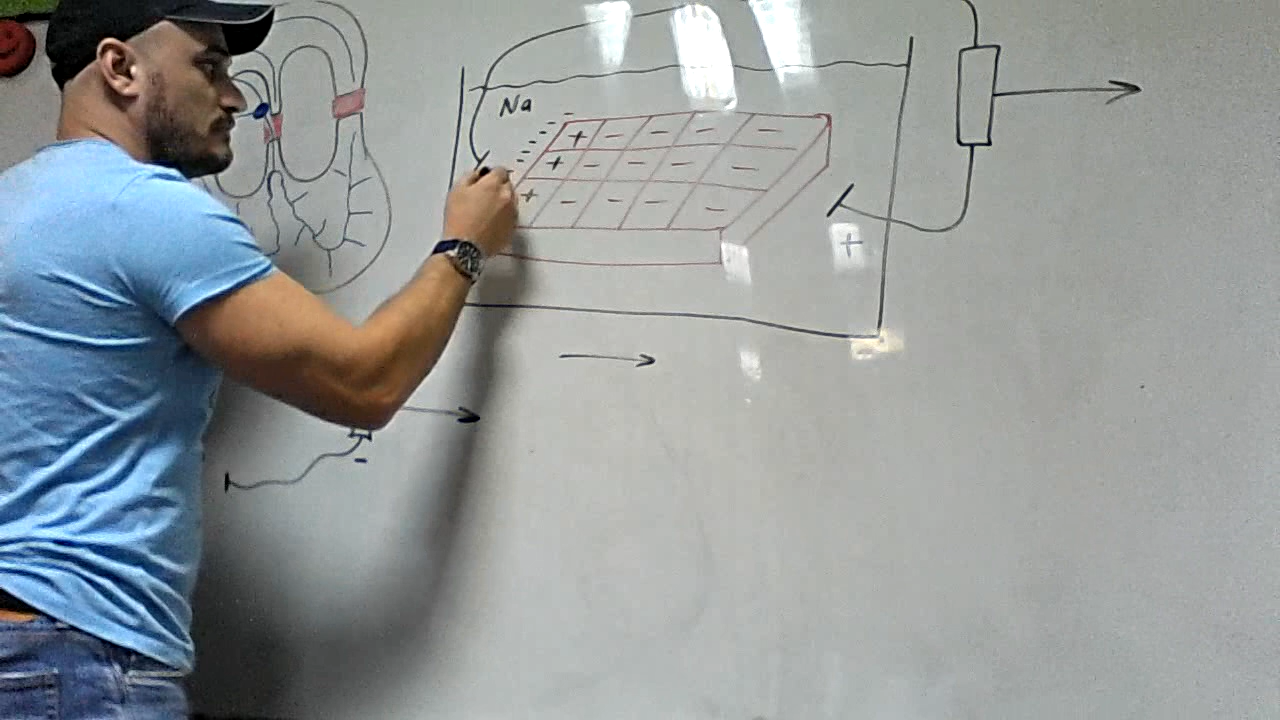 Na
- - - - - -
+ - - - -
+ - - - -
+ - - -
+
-